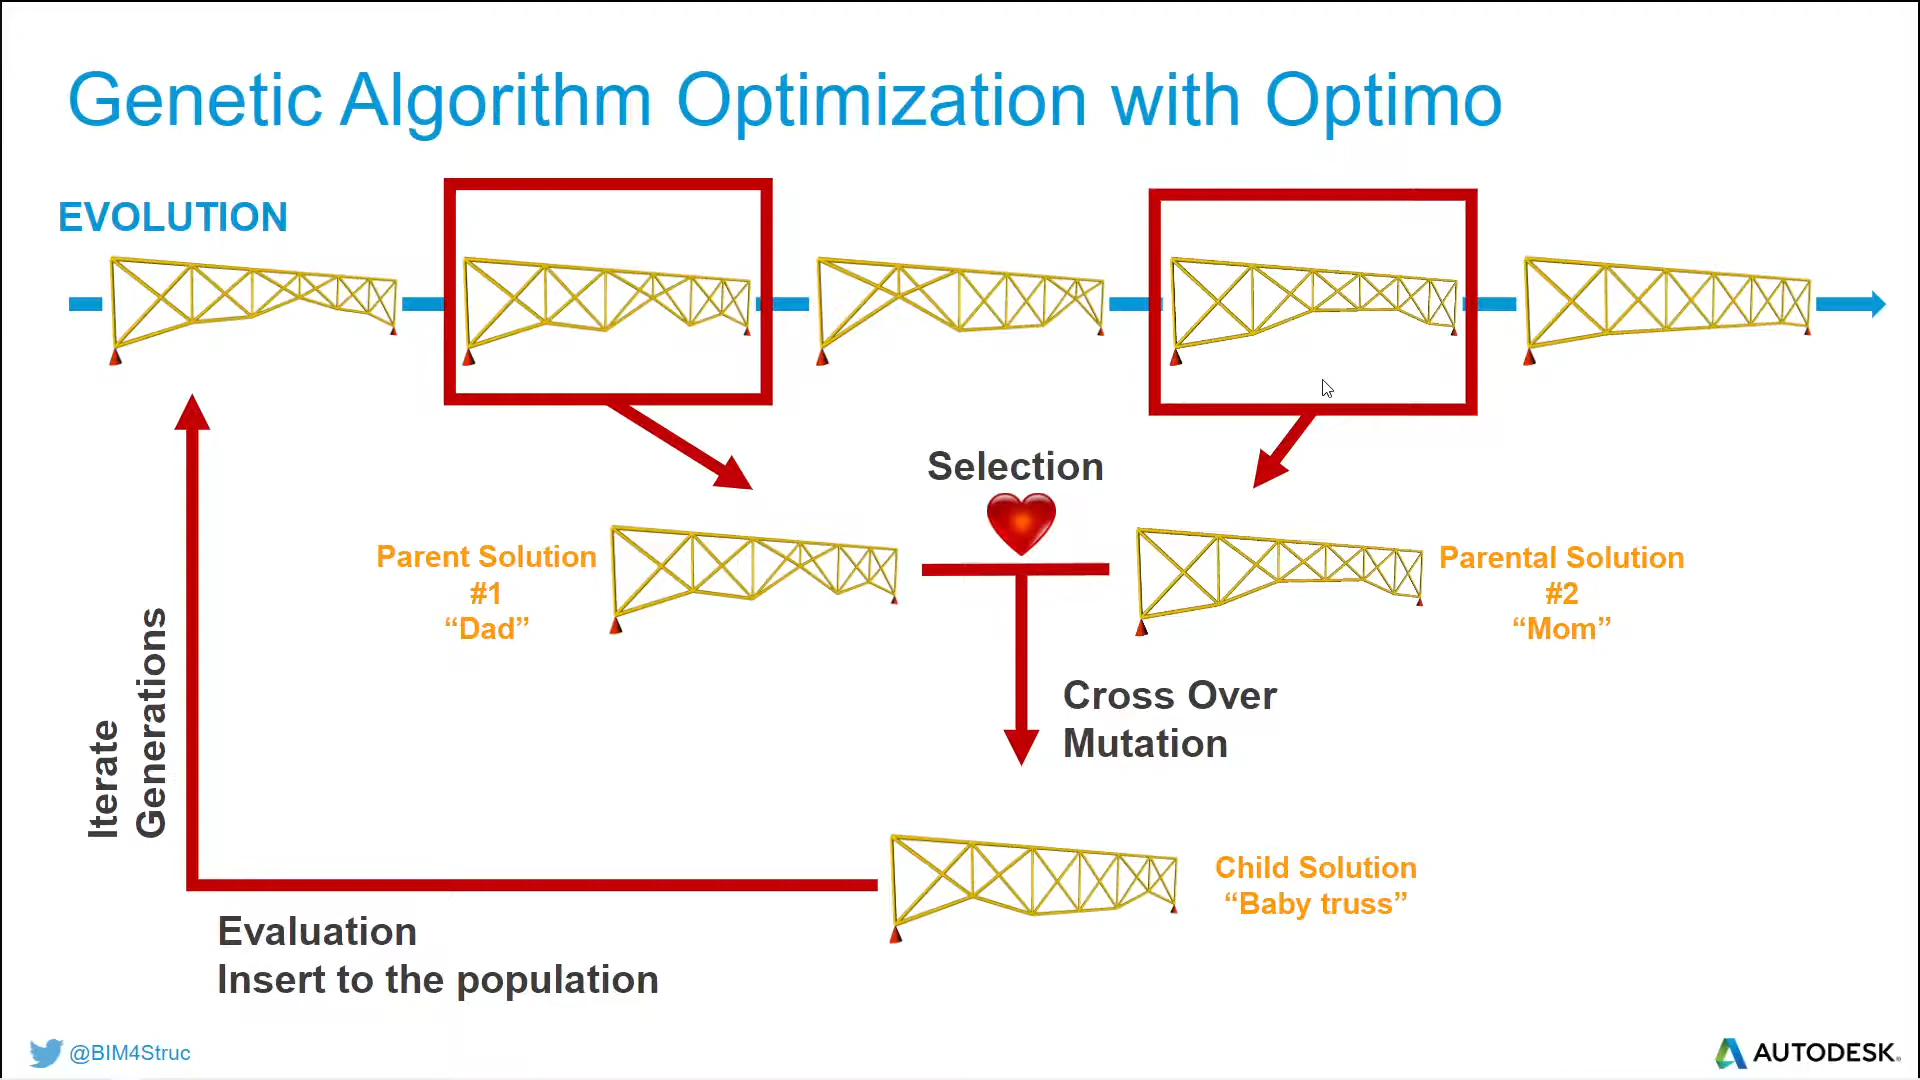 Genetic Algorithm Optimization with Optimo
EVOLUTION
Selection
Parent Solution
#1
“Dad”
Parental Solution
#2
“Mom”
Cross Over
Mutation
Iterate
Generations
Child Solution
“Baby truss”
Evaluation
Insert to the population
@BIM4Struc
AUTODESK.